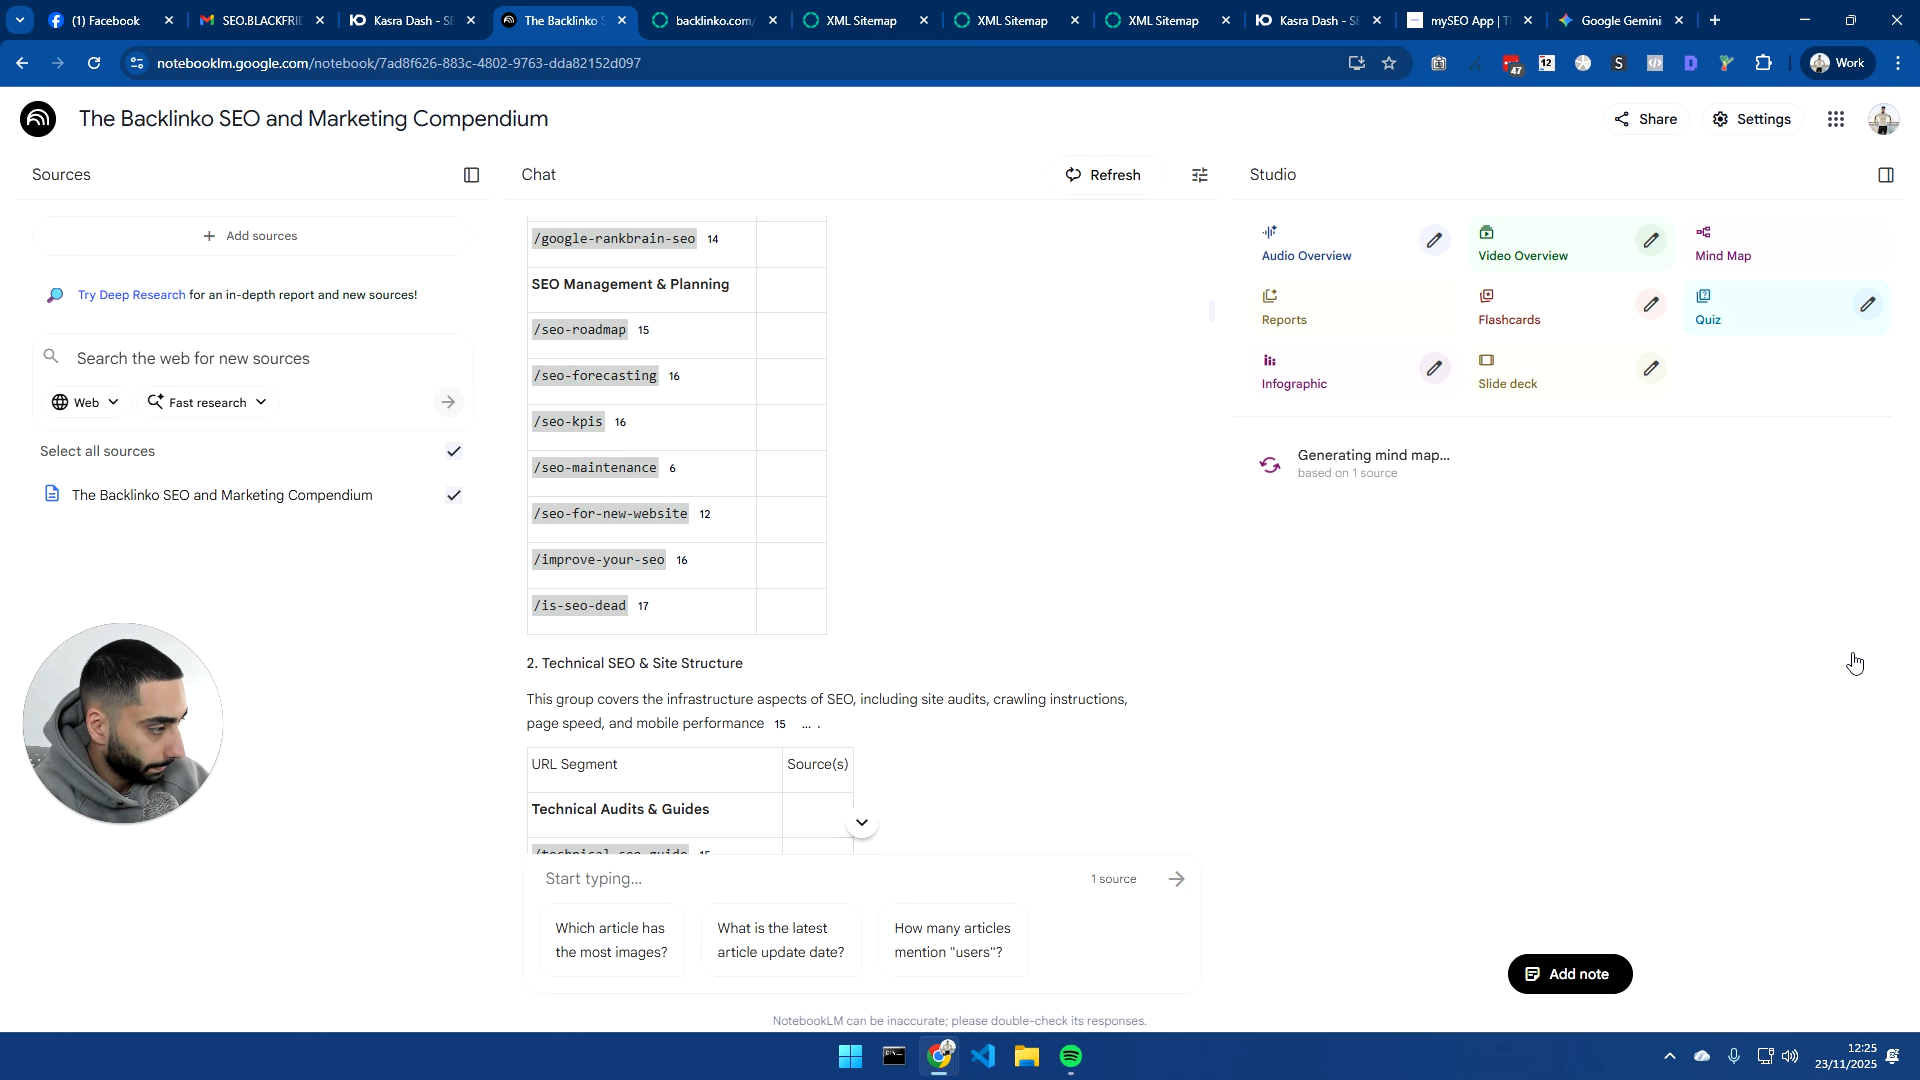 (1) Facebook
SEO.BLACKFRI
Kasra Dash - SE
The Backlinko S
backlinko.com/
XML Sitemap
XML Sitemap
XML Sitemap
Kasra Dash - SE
mySEO App | T
Google Gemini
notebooklm.google.com/notebook/7ad8f626-883c-4802-9763-dda82152d097
47
12
S
D
Work
The Backlinko SEO and Marketing Compendium
Share
Settings
Sources
Chat
Refresh
Studio
Add sources
Try Deep Research for an in-depth report and new sources!
Search the web for new sources
Web
Fast research
Select all sources
The Backlinko SEO and Marketing Compendium
/google-rankbrain-seo 14
SEO Management & Planning
/seo-roadmap 15
/seo-forecasting 16
/seo-kpis 16
/seo-maintenance 6
/seo-for-new-website 12
/improve-your-seo 16
/is-seo-dead 17
2. Technical SEO & Site Structure
This group covers the infrastructure aspects of SEO, including site audits, crawling instructions,
page speed, and mobile performance 15 ... .
URL Segment Source(s)
Technical Audits & Guides
/technical-seo-guide 15
Start typing...
1 source
Which article has
the most images?
What is the latest
article update date?
How many articles
mention "users"?
NotebookLM can be inaccurate; please double-check its responses.
Audio Overview
Video Overview
Mind Map
Reports
Flashcards
Quiz
Infographic
Slide deck
Generating mind map...
based on 1 source
Add note
12:25
23/11/2025